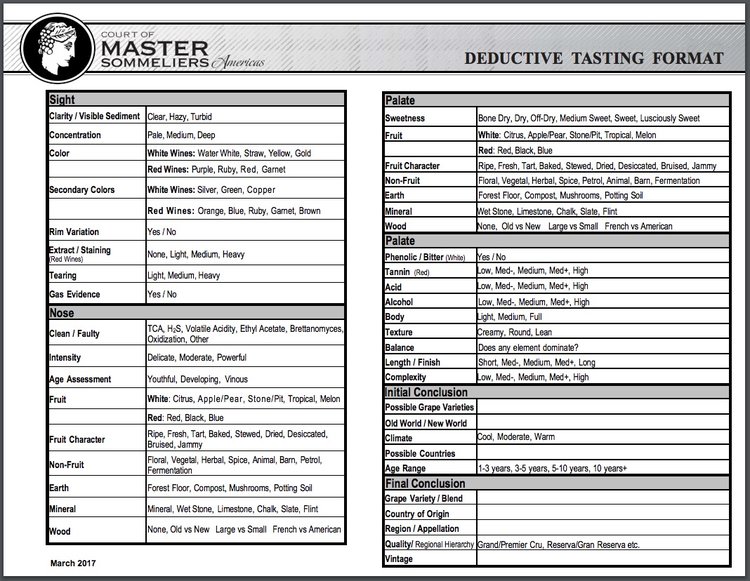 COURT OF
MASTER
SOMMELIERS Americas
DEDUCTIVE TASTING FORMAT
Sight
Clarity / Visible Sediment Clear, Hazy, Turbid
Concentration Pale, Medium, Deep
Color White Wines: Water White, Straw, Yellow, Gold
Red Wines: Purple, Ruby, Red, Garnet
Secondary Colors White Wines: Silver, Green, Copper
Red Wines: Orange, Blue, Ruby, Garnet, Brown
Rim Variation Yes / No
Extract / Staining
(Red Wines) None, Light, Medium, Heavy
Tearing Light, Medium, Heavy
Gas Evidence Yes / No
Nose
Clean / Faulty TCA, H₂S, Volatile Acidity, Ethyl Acetate, Brettanomyces,
Oxidization, Other
Intensity Delicate, Moderate, Powerful
Age Assessment Youthful, Developing, Vinous
Fruit White: Citrus, Apple/Pear, Stone/Pit, Tropical, Melon
Red: Red, Black, Blue
Fruit Character Ripe, Fresh, Tart, Baked, Stewed, Dried, Desiccated,
Bruised, Jammy
Non-Fruit Floral, Vegetal, Herbal, Spice, Animal, Barn, Petrol,
Fermentation
Earth Forest Floor, Compost, Mushrooms, Potting Soil
Mineral Mineral, Wet Stone, Limestone, Chalk, Slate, Flint
Wood None, Old vs New Large vs Small French vs American
March 2017
Palate
Sweetness Bone Dry, Dry, Off-Dry, Medium Sweet, Sweet, Lusciously Sweet
Fruit White: Citrus, Apple/Pear, Stone/Pit, Tropical, Melon
Red: Red, Black, Blue
Fruit Character Ripe, Fresh, Tart, Baked, Stewed, Dried, Desiccated, Bruised, Jammy
Non-Fruit Floral, Vegetal, Herbal, Spice, Petrol, Animal, Barn, Fermentation
Earth Forest Floor, Compost, Mushrooms, Potting Soil
Mineral Wet Stone, Limestone, Chalk, Slate, Flint
Wood None, Old vs New Large vs Small French vs American
Palate
Phenolic / Bitter (White) Yes / No
Tannin (Red) Low, Med-, Medium, Med+, High
Acid Low, Med-, Medium, Med+, High
Alcohol Low, Med-, Medium, Med+, High
Body Light, Medium, Full
Texture Creamy, Round, Lean
Balance Does any element dominate?
Length / Finish Short, Med-, Medium, Med+, Long
Complexity Low, Med-, Medium, Med+, High
Initial Conclusion
Possible Grape Varieties
Old World / New World
Climate Cool, Moderate, Warm
Possible Countries
Age Range 1-3 years, 3-5 years, 5-10 years, 10 years+
Final Conclusion
Grape Variety / Blend
Country of Origin
Region / Appellation
Quality/ Regional Hierarchy Grand/Premier Cru, Reserva/Gran Reserva etc.
Vintage